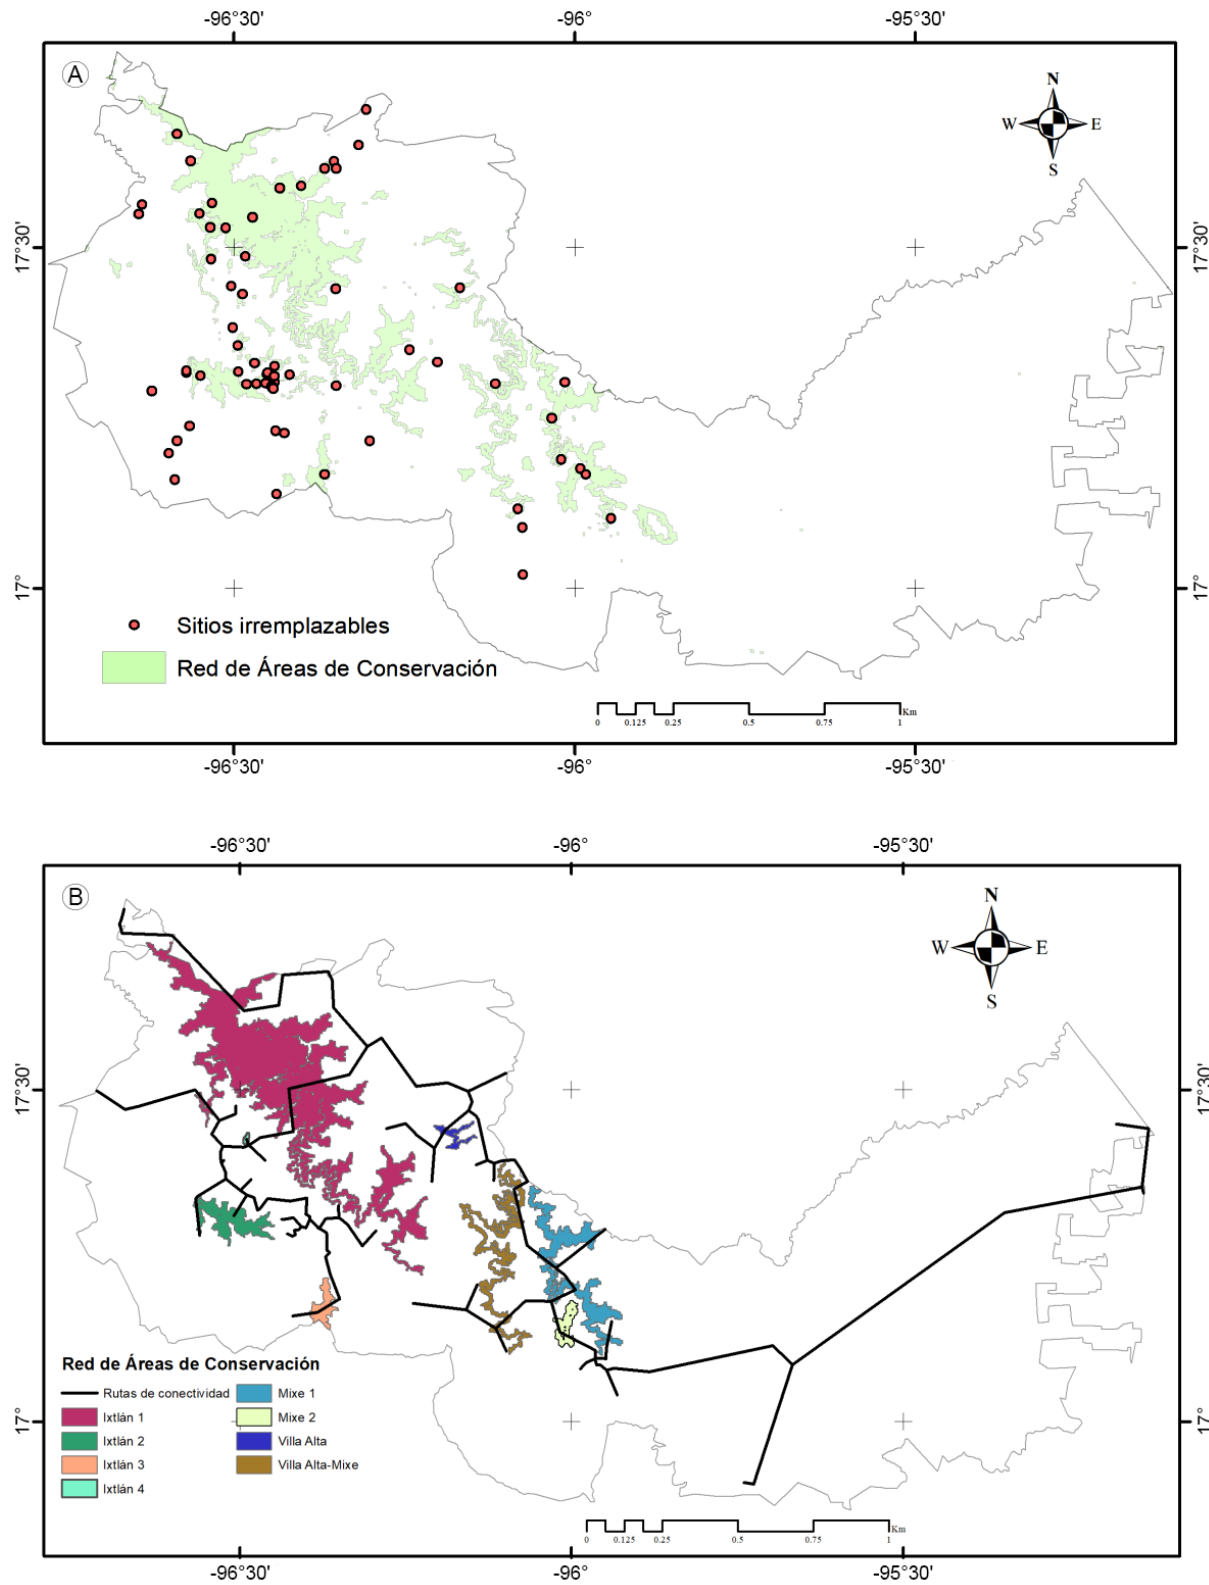 -96°30' -96° -95°30'
A
N
W E
S
17°30' 17°30'
17° 17°
Sitios irremplazables
Red de Áreas de Conservación
Km
0 0.125 0.25 0.5 0.75 1
-96°30' -96° -95°30'
-96°30' -96° -95°30'
B
N
W E
S
17°30' 17°30'
Red de Áreas de Conservación
Rutas de conectividad Mixe 1
Ixtlán 1 Mixe 2
17° 17°
Ixtlán 2 Villa Alta
Ixtlán 3 Villa Alta-Mixe
Ixtlán 4
Km
0 0.125 0.25 0.5 0.75 1
-96°30' -96° -95°30'